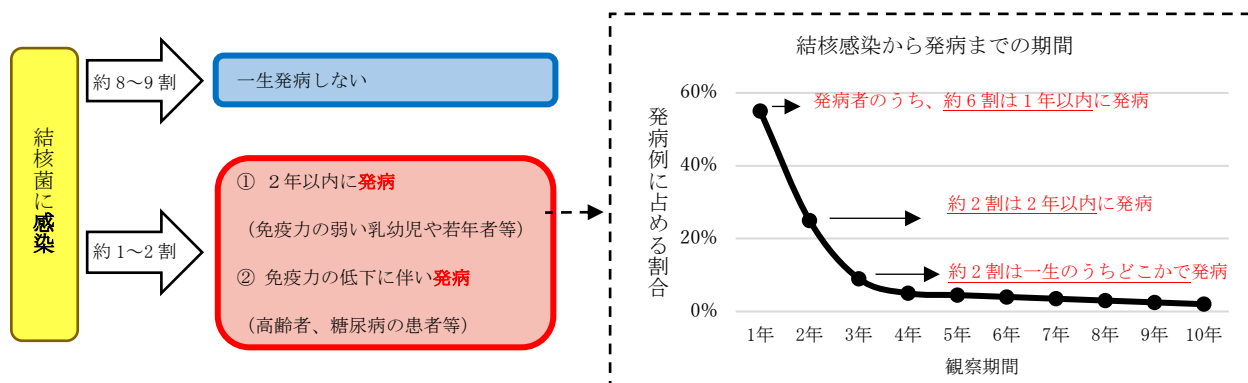 結核菌に感染
約8~9割
一生発病しない
約1~2割
① 2年以内に発病
(免疫力の弱い乳幼児や若年者等)
② 免疫力の低下に伴い発病
(高齢者、糖尿病の患者等)
結核感染から発病までの期間
発病例に占める割合
60%
40%
20%
0%
発病者のうち、約6割は1年以内に発病
約2割は2年以内に発病
約2割は一生のうちどこかで発病
1年 2年 3年 4年 5年 6年 7年 8年 9年 10年
観察期間